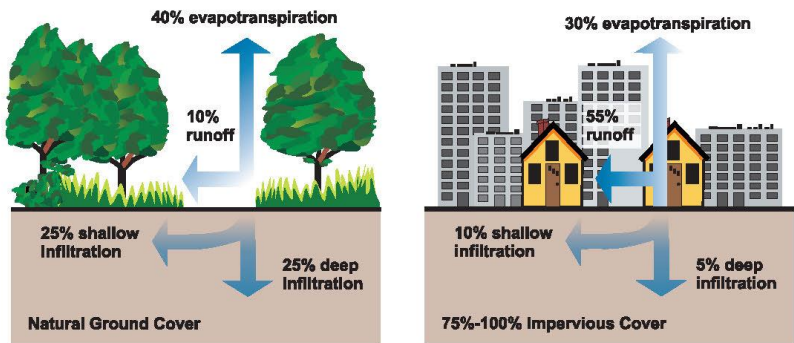 40% evapotranspiration
10%
runoff
25% shallow
infiltration
25% deep
infiltration
Natural Ground Cover
30% evapotranspiration
55%
runoff
10% shallow
infiltration
5% deep
infiltration
75%-100% Impervious Cover